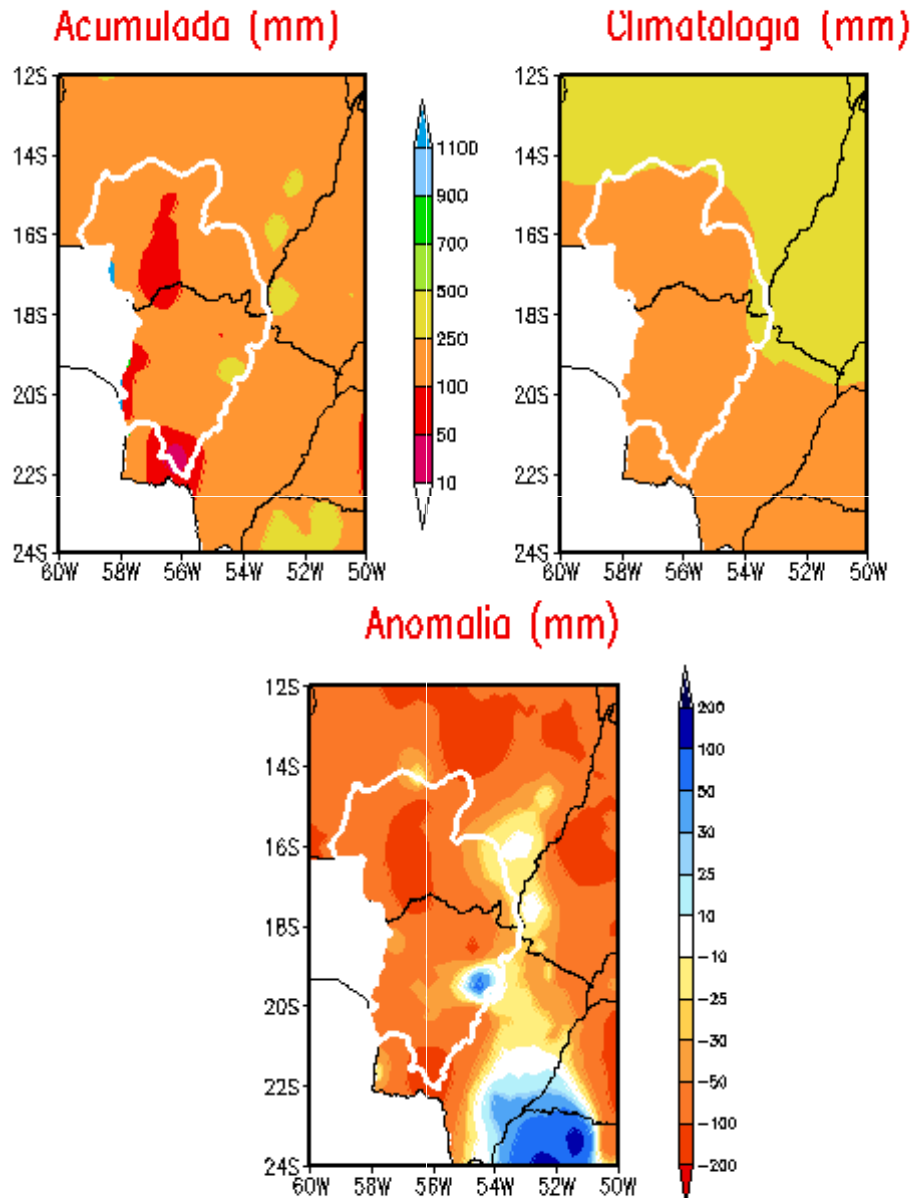 Acumulada (mm)
12S
14S
16S
18S
20S
22S
24S
60W 58W 56W 54W 52W 50W
1100
900
700
500
250
100
50
10
Climatologia (mm)
12S
14S
16S
18S
20S
22S
24S
60W 58W 56W 54W 52W 50W
Anomalia (mm)
12S
14S
16S
18S
20S
22S
24S
60W 58W 56W 54W 52W 50W
200
100
50
30
25
10
-10
-25
-30
-50
-100
-200